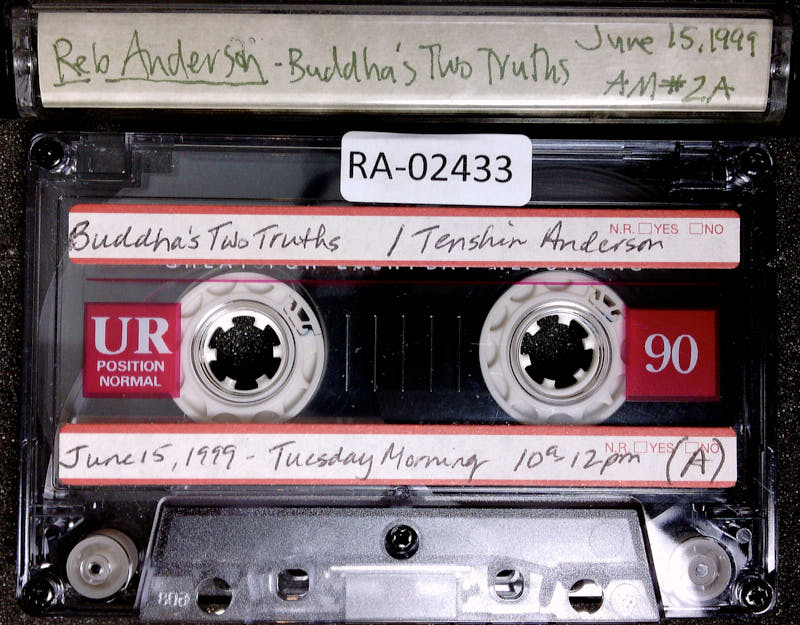 Reb Anderson - Buddha's Two Truths
June 15, 1999
AM#2A
RA-02433
Buddha's Two Truths / Tenshin Anderson
N.R. □YES □NO
UR
POSITION
NORMAL
90
N.R. □YES □NO
June 15, 1999 - Tuesday Morning 10a 12pm (A)